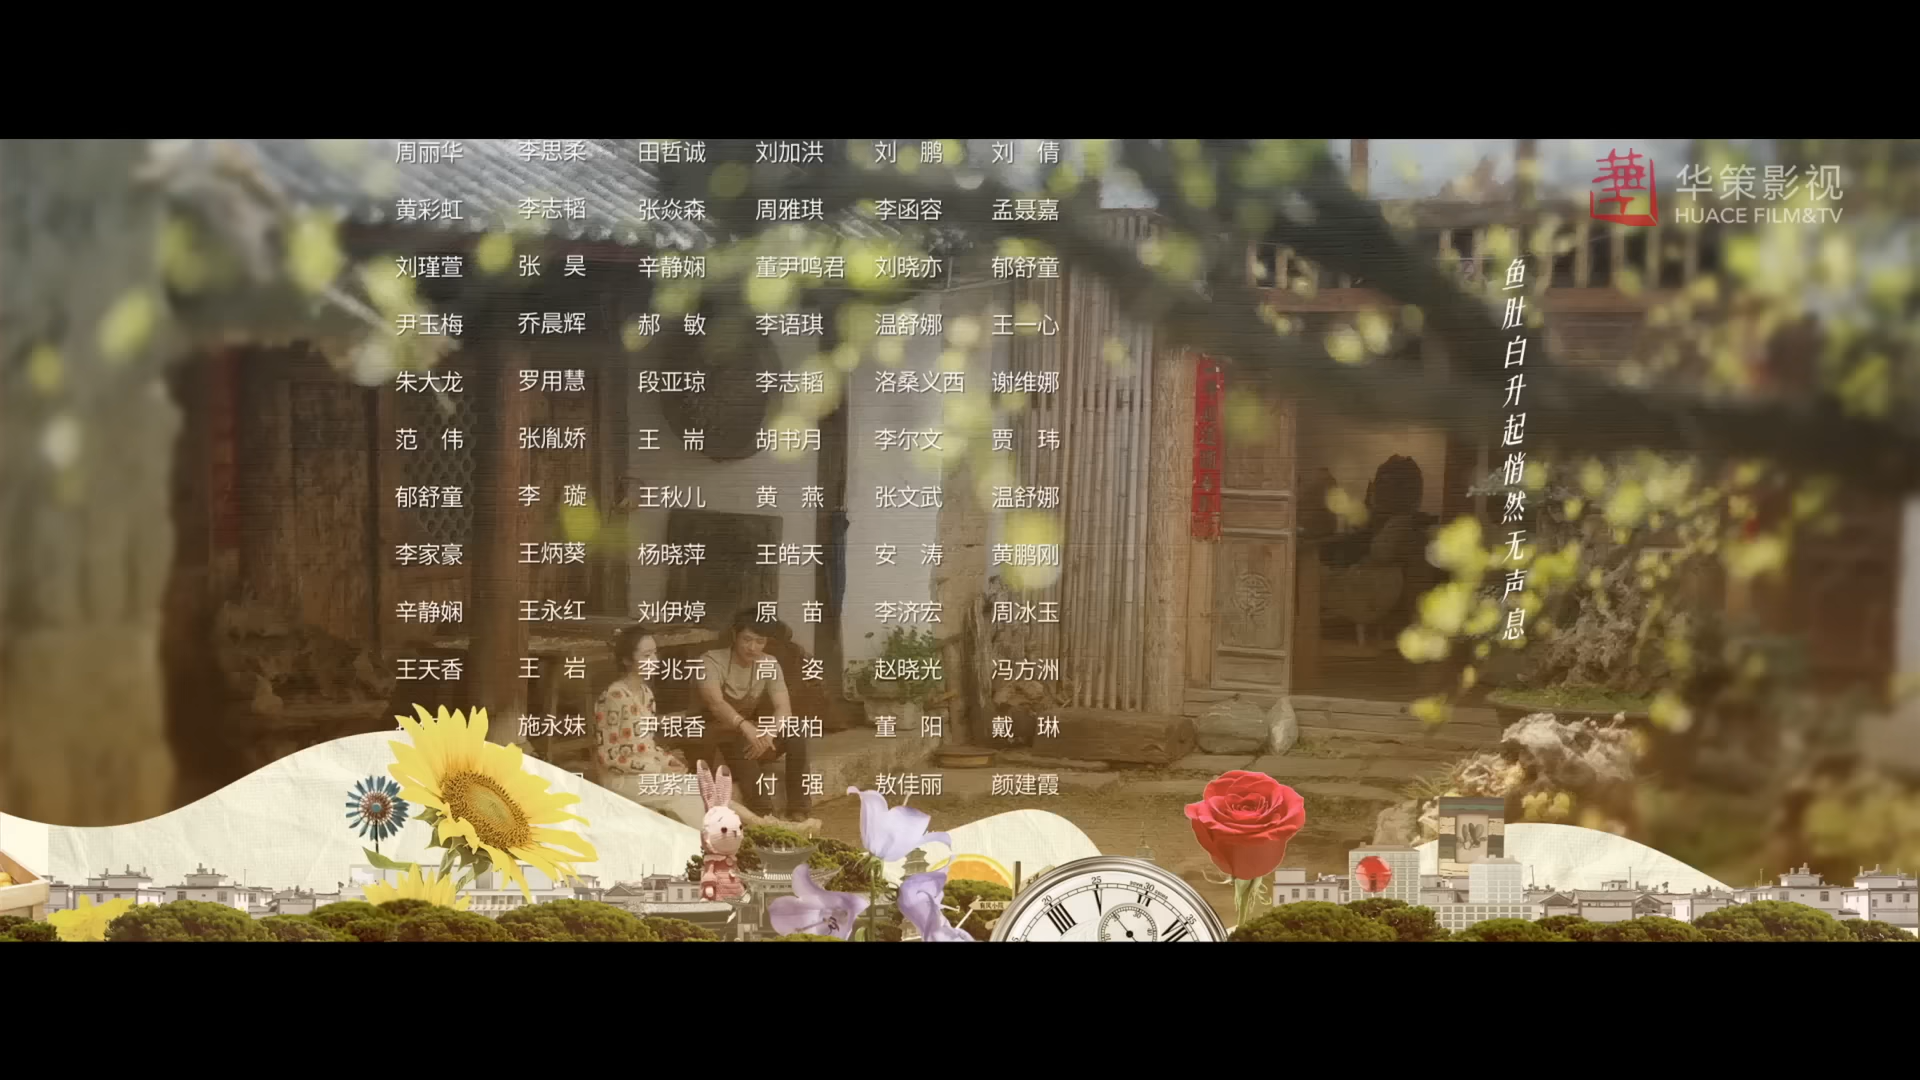 周丽华 李思柔 田哲诚 刘加洪 刘 鹏 刘 倩
黄彩虹 李志韬 张焱森 周雅琪 李函容 孟聂嘉
刘瑾萱 张 昊 辛静娴 董尹鸣君 刘晓亦 郁舒童
尹玉梅 乔晨辉 郝 敏 李语琪 温舒娜 王一心
朱大龙 罗用慧 段亚琼 李志韬 洛桑义西 谢维娜
范 伟 张胤娇 王 耑 胡书月 李尔文 贾 玮
郁舒童 李 璇 王秋儿 黄 燕 张文武 温舒娜
李家豪 王炳葵 杨晓萍 王皓天 安 涛 黄鹏刚
辛静娴 王永红 刘伊婷 原 苗 李济宏 周冰玉
王天香 王 岩 李兆元 高 姿 赵晓光 冯方洲
施永妹 尹银香 吴根柏 董 阳 戴 琳
聂紫萱 付 强 敖佳丽 颜建霞
華 华策影视
HUACE FILM&TV
鱼肚白升起悄然无声息